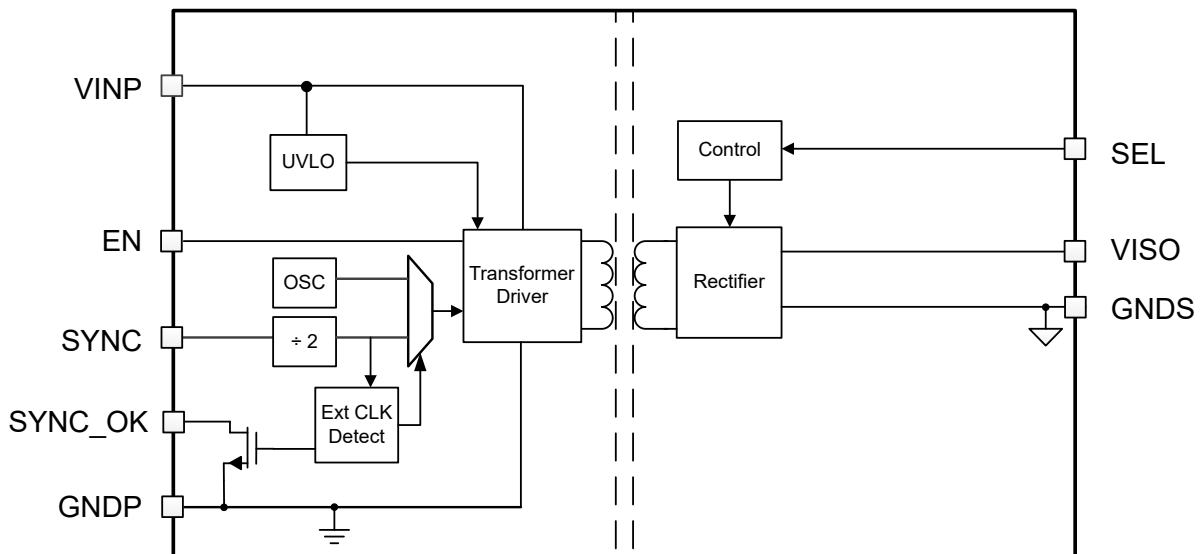 VINP
UVLO
Control
SEL
EN
VISO
OSC
Transformer
Driver
Rectifier
GNDS
SYNC
÷ 2
SYNC_OK
Ext CLK
Detect
GNDP